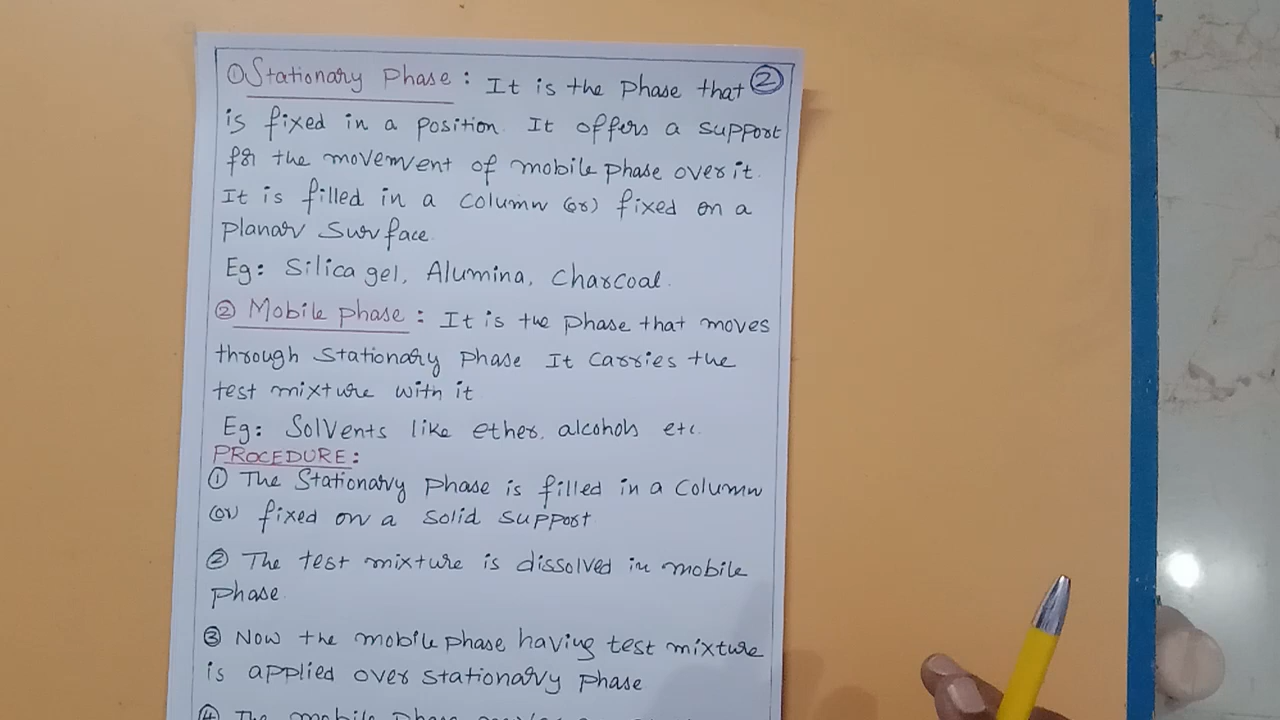 ① Stationary Phase : It is the Phase that ②
is fixed in a position. It offers a support
for the movement of mobile phase over it.
It is filled in a column (or) fixed on a
planar surface.
Eg: Silica gel, Alumina, Charcoal.
② Mobile phase : It is the phase that moves
through stationary phase It carries the
test mixture with it
Eg: Solvents like ether, alcohols etc.
PROCEDURE:
① The Stationary phase is filled in a column
(or) fixed on a solid support
② The test mixture is dissolved in mobile
phase.
③ Now the mobile phase having test mixture
is applied over stationary phase
④ The mobile phase